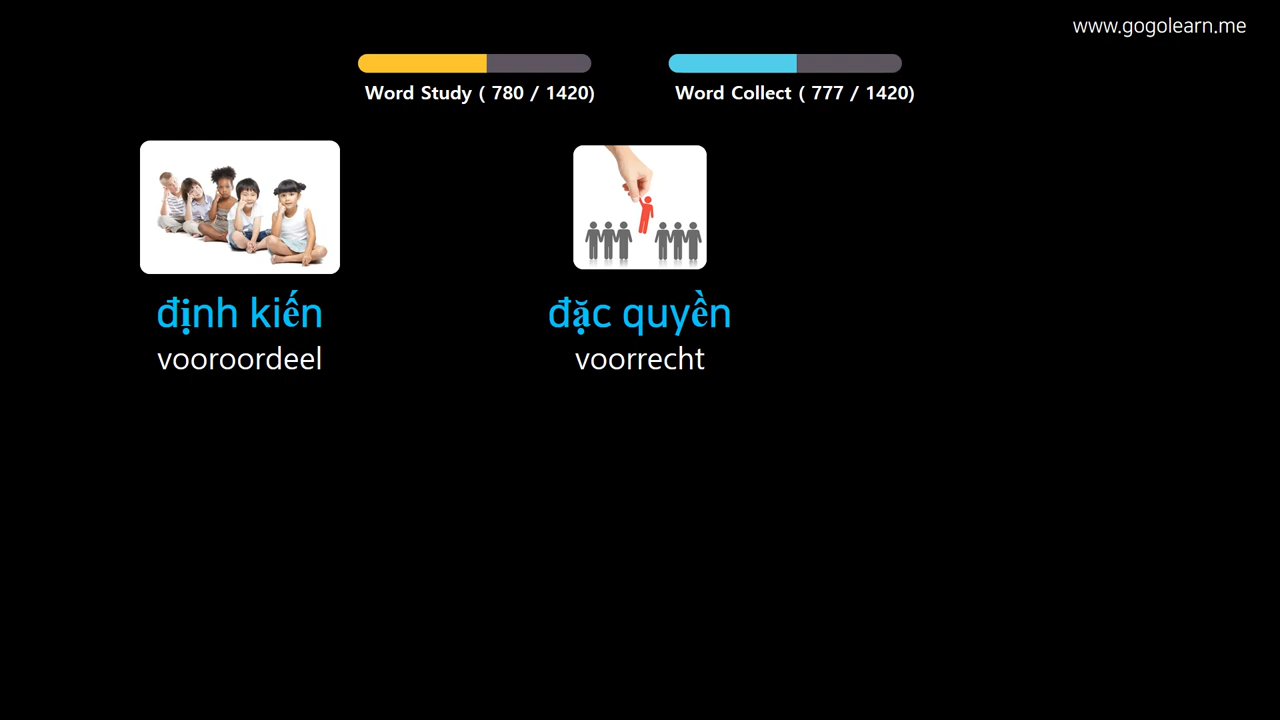 www.gogolearn.me
Word Study ( 780 / 1420)
Word Collect ( 777 / 1420)
định kiến
vooroordeel
đặc quyền
voorrecht